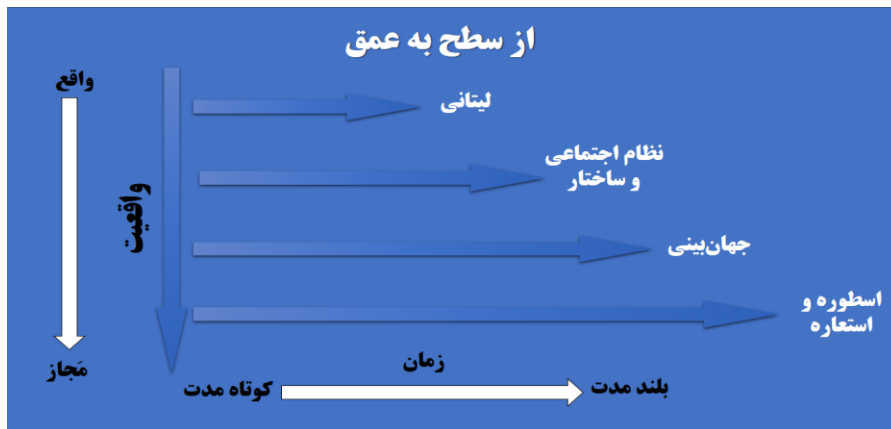 از سطح به عمق
واقع
لیتانی
نظام اجتماعی
و ساختار
واقعیت
جهان‌بینی
اسطوره و
استعاره
مَجاز
زمان
کوتاه مدت
بلند مدت